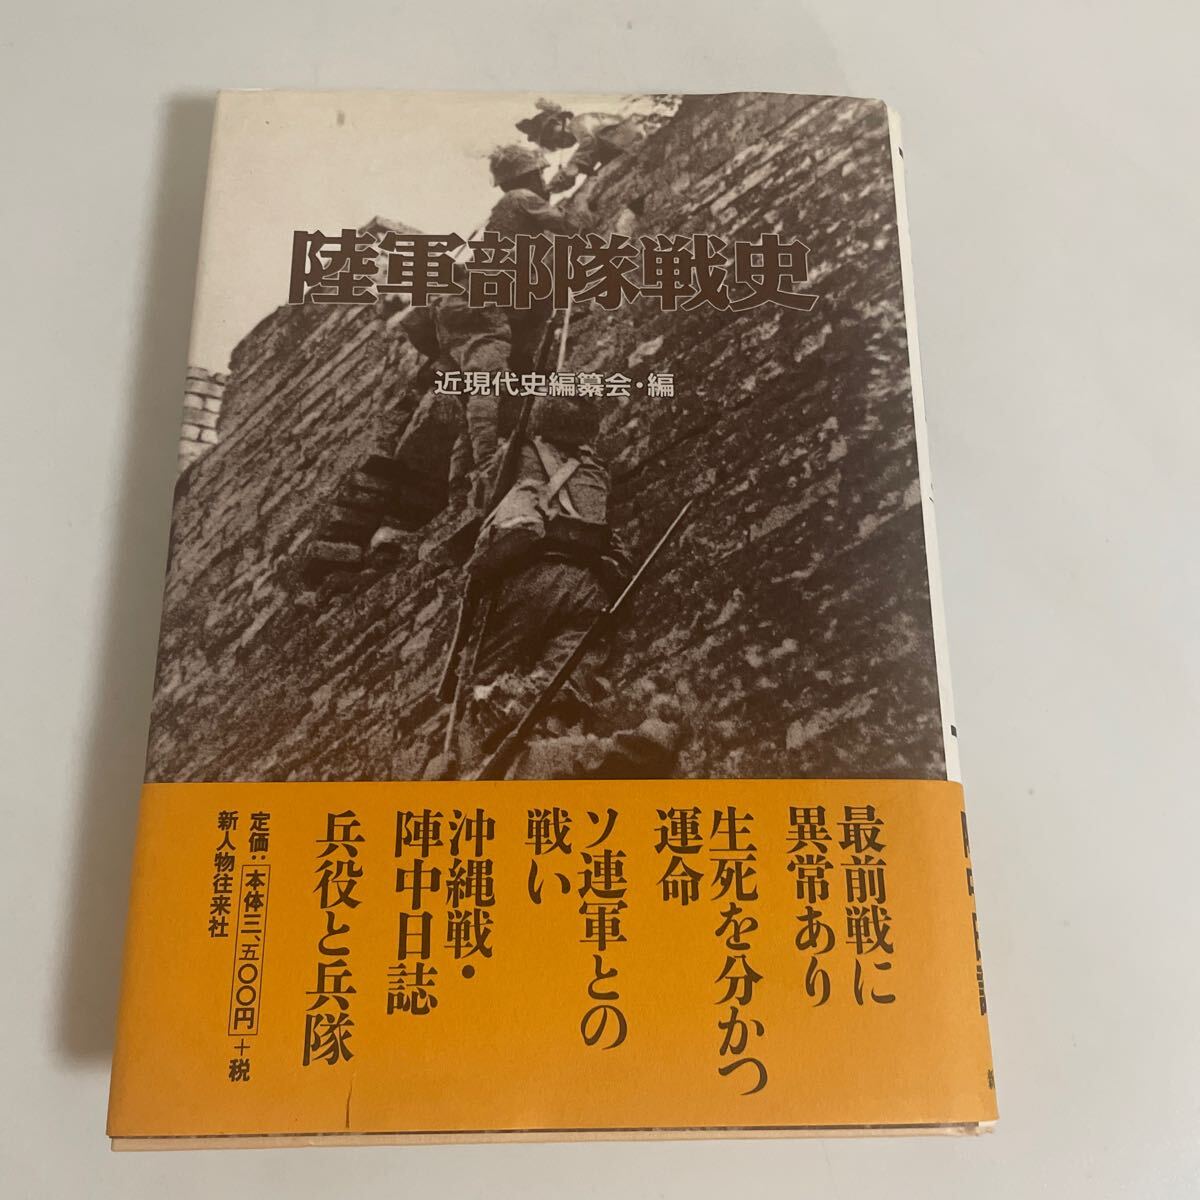 陸軍部隊戦史
近現代史編纂会・編
最前戦に
異常あり
生死を分かつ
運命
ソ連軍との
戦い
沖縄戦・
陣中日誌
兵役と兵隊
定価：本体三、五〇〇円＋税
新人物往来社